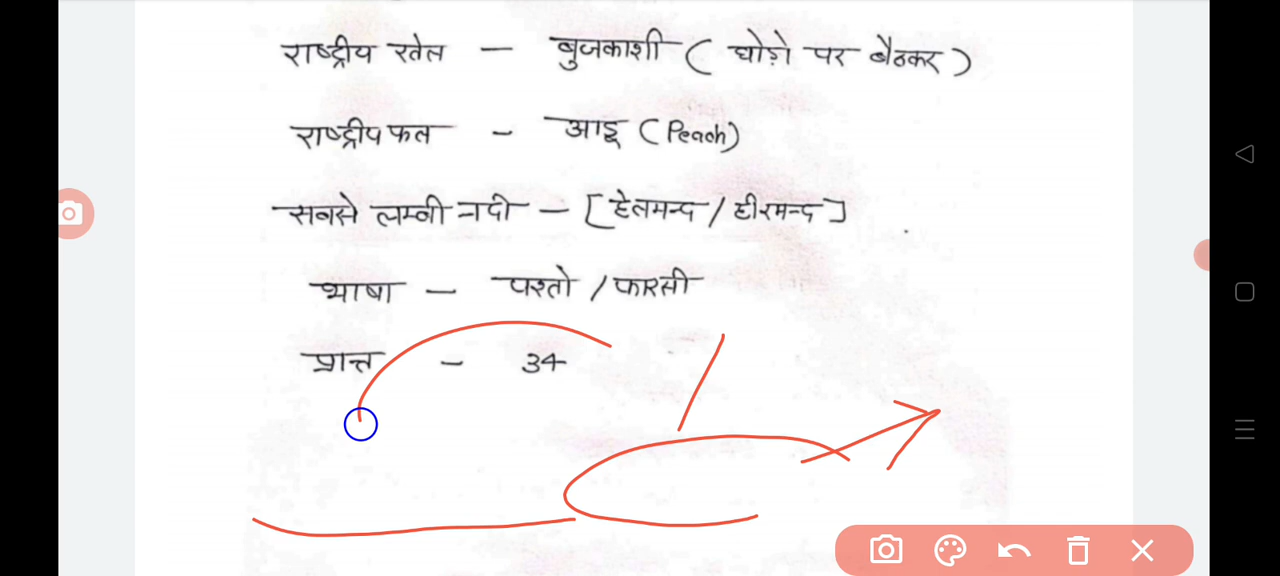 राष्ट्रीय खेल – बुजकाशी ( घोड़ो पर बैठकर )
राष्ट्रीय फल – आडू (Peach)
सबसे लम्बी नदी – [हेलमन्द / हीरमन्द]
भाषा – पश्तो / फारसी
प्रान्त – 34